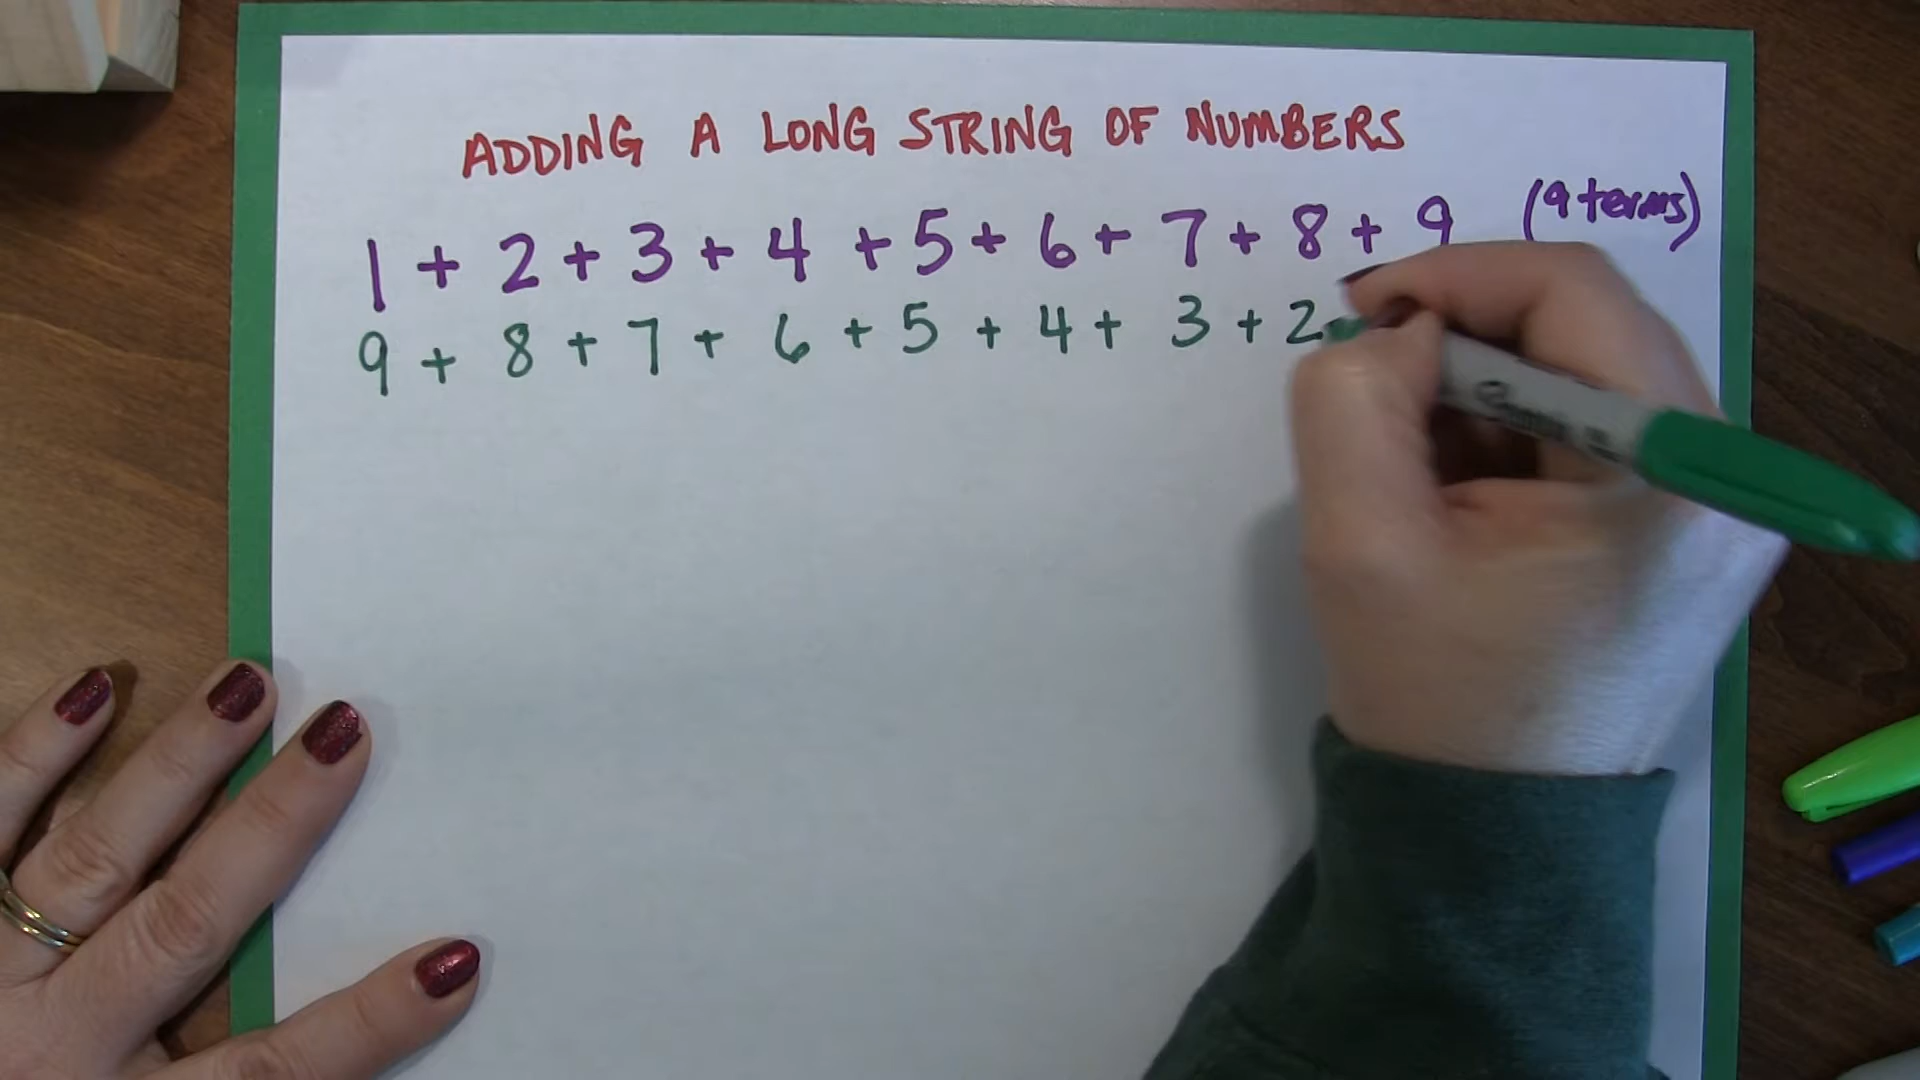 ADDING A LONG STRING OF NUMBERS
1 + 2 + 3 + 4 + 5 + 6 + 7 + 8 + 9 (9 terms)
9 + 8 + 7 + 6 + 5 + 4 + 3 + 2